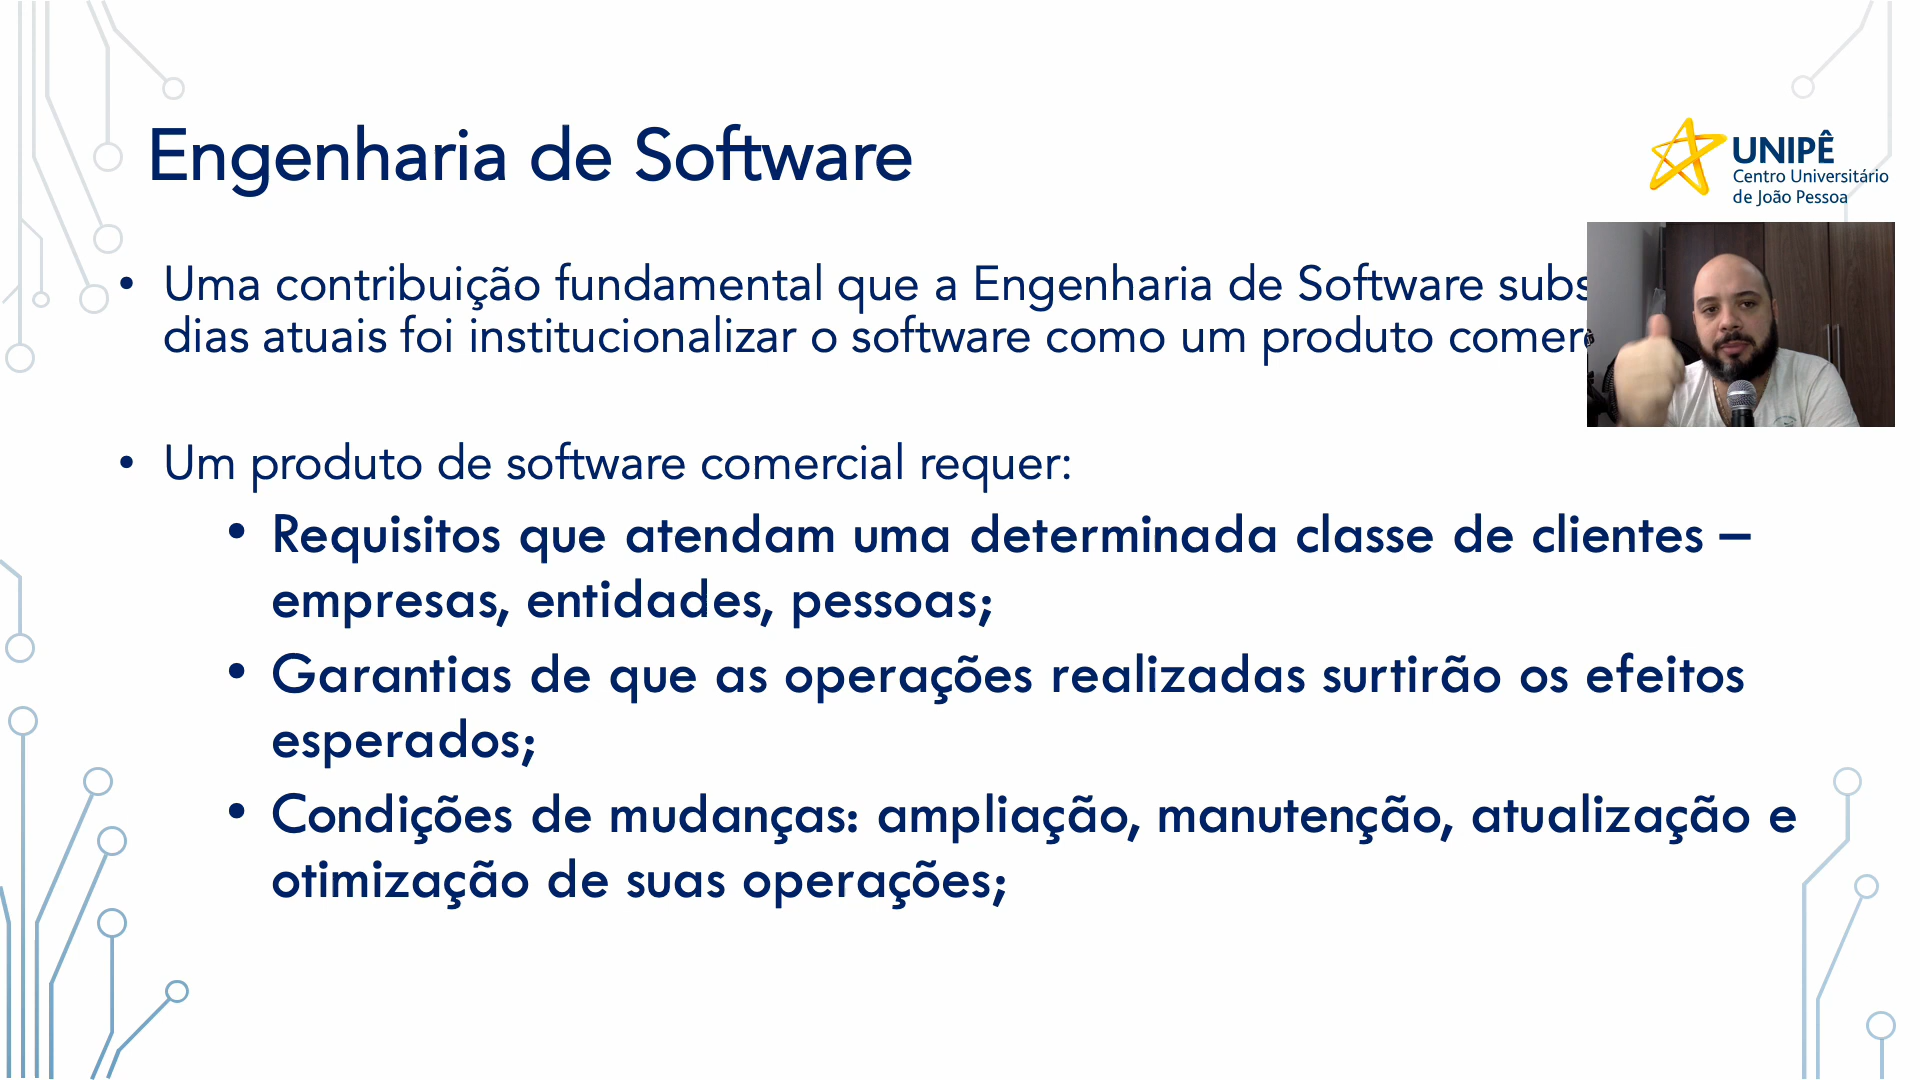 Engenharia de Software
UNIPÊ
Centro Universitário
de João Pessoa
• Uma contribuição fundamental que a Engenharia de Software
dias atuais foi institucionalizar o software como um produto
• Um produto de software comercial requer:
• Requisitos que atendam uma determinada classe de clientes –
empresas, entidades, pessoas;
• Garantias de que as operações realizadas surtirão os efeitos
esperados;
• Condições de mudanças: ampliação, manutenção, atualização e
otimização de suas operações;